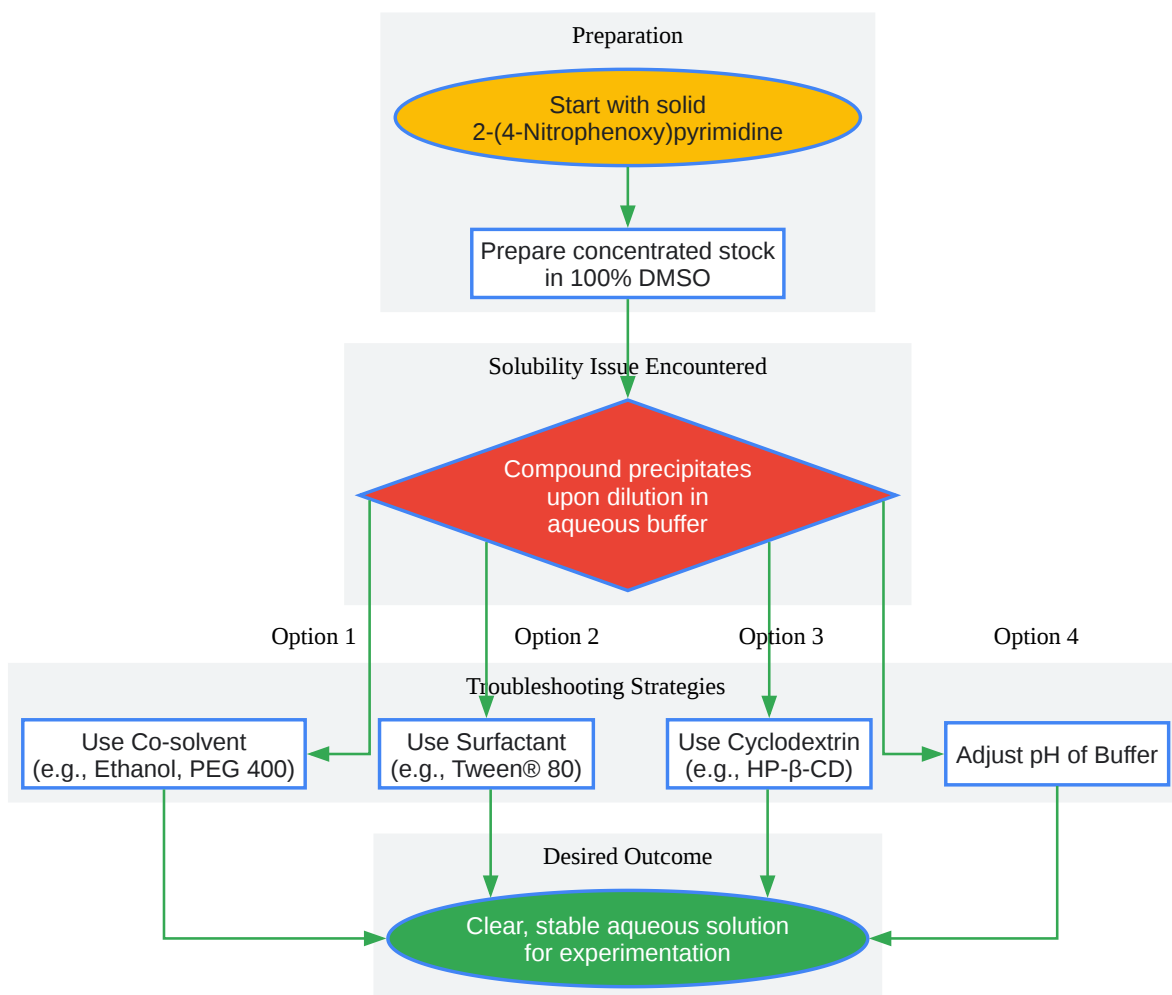 Preparation
Start with solid
2-(4-Nitrophenoxy)pyrimidine
Prepare concentrated stock
in 100% DMSO
Solubility Issue Encountered
Compound precipitates
upon dilution in
aqueous buffer
Option 1
Option 2
Option 3
Option 4
Troubleshooting Strategies
Use Co-solvent
(e.g., Ethanol, PEG 400)
Use Surfactant
(e.g., Tween® 80)
Use Cyclodextrin
(e.g., HP-β-CD)
Adjust pH of Buffer
Desired Outcome
Clear, stable aqueous solution
for experimentation